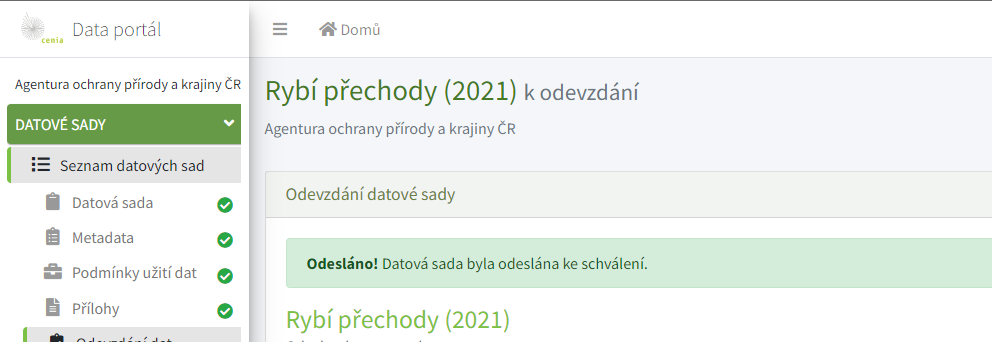 cenia
Data portál
Domů
Agentura ochrany přírody a krajiny ČR
DATOVÉ SADY
Seznam datových sad
Datová sada
Metadata
Podmínky užití dat
Přílohy
Odevzdání dat
Rybí přechody (2021) k odevzdání
Agentura ochrany přírody a krajiny ČR
Odevzdání datové sady
Odesláno! Datová sada byla odeslána ke schválení.
Rybí přechody (2021)